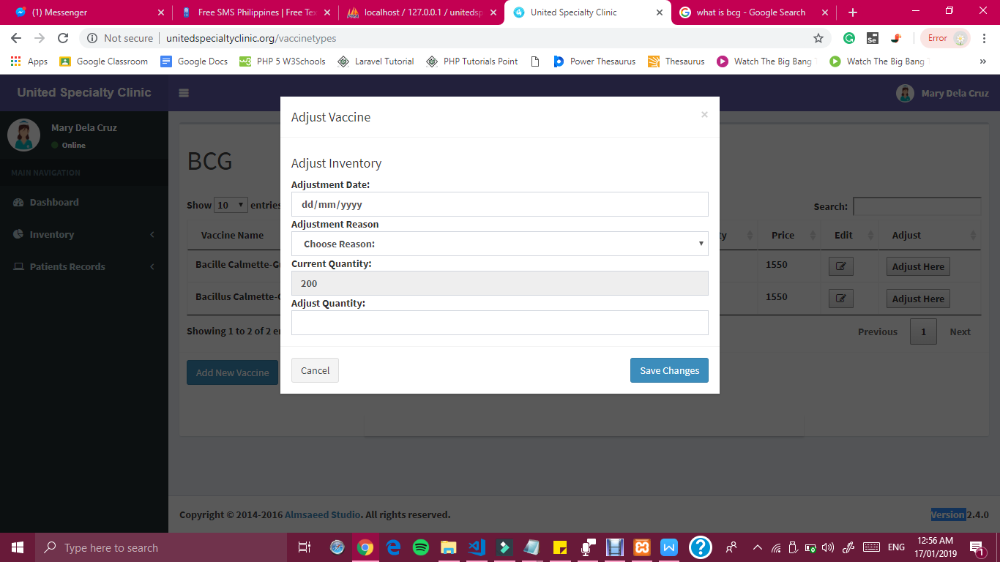 (1) Messenger
Free SMS Philippines | Free Tex
localhost / 127.0.0.1 / unitedsp
United Specialty Clinic
what is bcg - Google Search
Not secure | unitedspecialtyclinic.org/vaccinetypes
Error
Apps
Google Classroom
Google Docs
PHP 5 W3Schools
Laravel Tutorial
PHP Tutorials Point
Power Thesaurus
Thesaurus
Watch The Big Bang T
Watch The Big Bang T
United Specialty Clinic
Mary Dela Cruz
Mary Dela Cruz
Online
MAIN NAVIGATION
Dashboard
Inventory
Patients Records
BCG
Show 10 entries
Search:
Vaccine Name
ty
Price
Edit
Adjust
Bacille Calmette-Gu
1550
Adjust Here
Bacillus Calmette-G
1550
Adjust Here
Showing 1 to 2 of 2 en
Previous 1 Next
Add New Vaccine
Adjust Vaccine
×
Adjust Inventory
Adjustment Date:
dd/mm/yyyy
Adjustment Reason
Choose Reason:
Current Quantity:
200
Adjust Quantity:
Cancel
Save Changes
Copyright © 2014-2016 Almsaeed Studio. All rights reserved.
Version 2.4.0
Type here to search
ENG
12:56 AM
17/01/2019
1